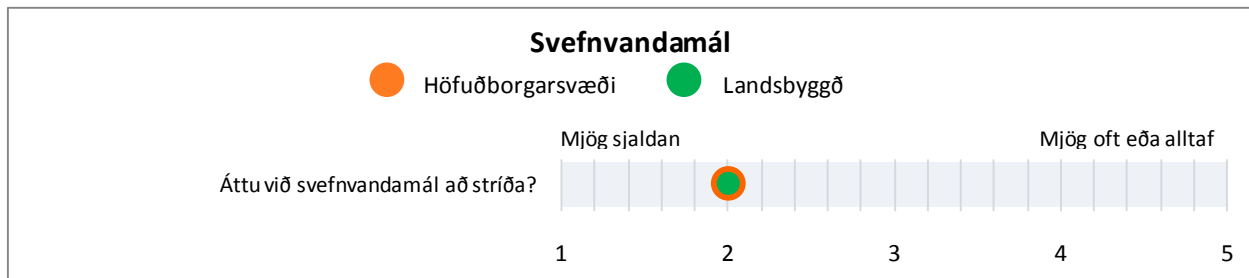 Svefnvandamál
Höfuðborgarsvæði Landsbyggð
Mjög sjaldan Mjög oft eða alltaf
Áttu við svefnvandamál að stríða?
1 2 3 4 5